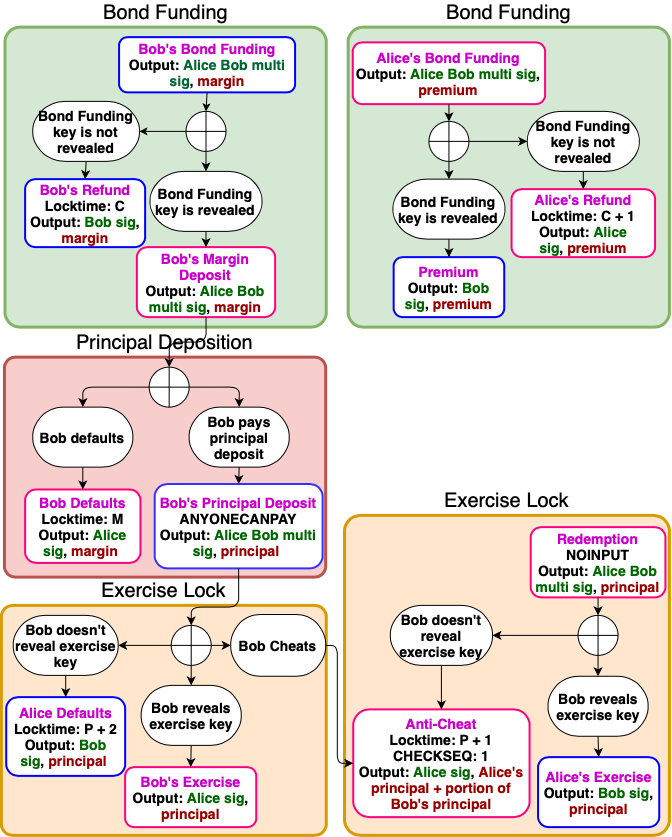 Bond Funding
Bob's Bond Funding
Output: Alice Bob multi
sig, margin
Bond Funding
key is not
revealed
Bob's Refund
Locktime: C
Output: Bob sig,
margin
Bond Funding
key is revealed
Bob's Margin
Deposit
Output: Alice Bob
multi sig, margin
Bond Funding
Alice's Bond Funding
Output: Alice Bob multi sig,
premium
Bond Funding
key is not
revealed
Bond Funding
key is revealed
Alice's Refund
Locktime: C + 1
Output: Alice
sig, premium
Premium
Output: Bob
sig, premium
Principal Deposition
Bob defaults
Bob pays
principal
deposit
Bob Defaults
Locktime: M
Output: Alice
sig, margin
Bob's Principal Deposit
ANYONECANPAY
Output: Alice Bob multi
sig, principal
Exercise Lock
Bob doesn't
reveal exercise
key
Bob Cheats
Bob reveals
exercise key
Alice Defaults
Locktime: P + 2
Output: Bob
sig, principal
Bob's Exercise
Output: Alice sig,
principal
Exercise Lock
Redemption
NOINPUT
Output: Alice Bob
multi sig, principal
Bob doesn't
reveal
exercise key
Bob reveals
exercise key
Anti-Cheat
Locktime: P + 1
CHECKSEQ: 1
Output: Alice sig, Alice's
principal + portion of
Bob's principal
Alice's Exercise
Output: Bob sig,
principal